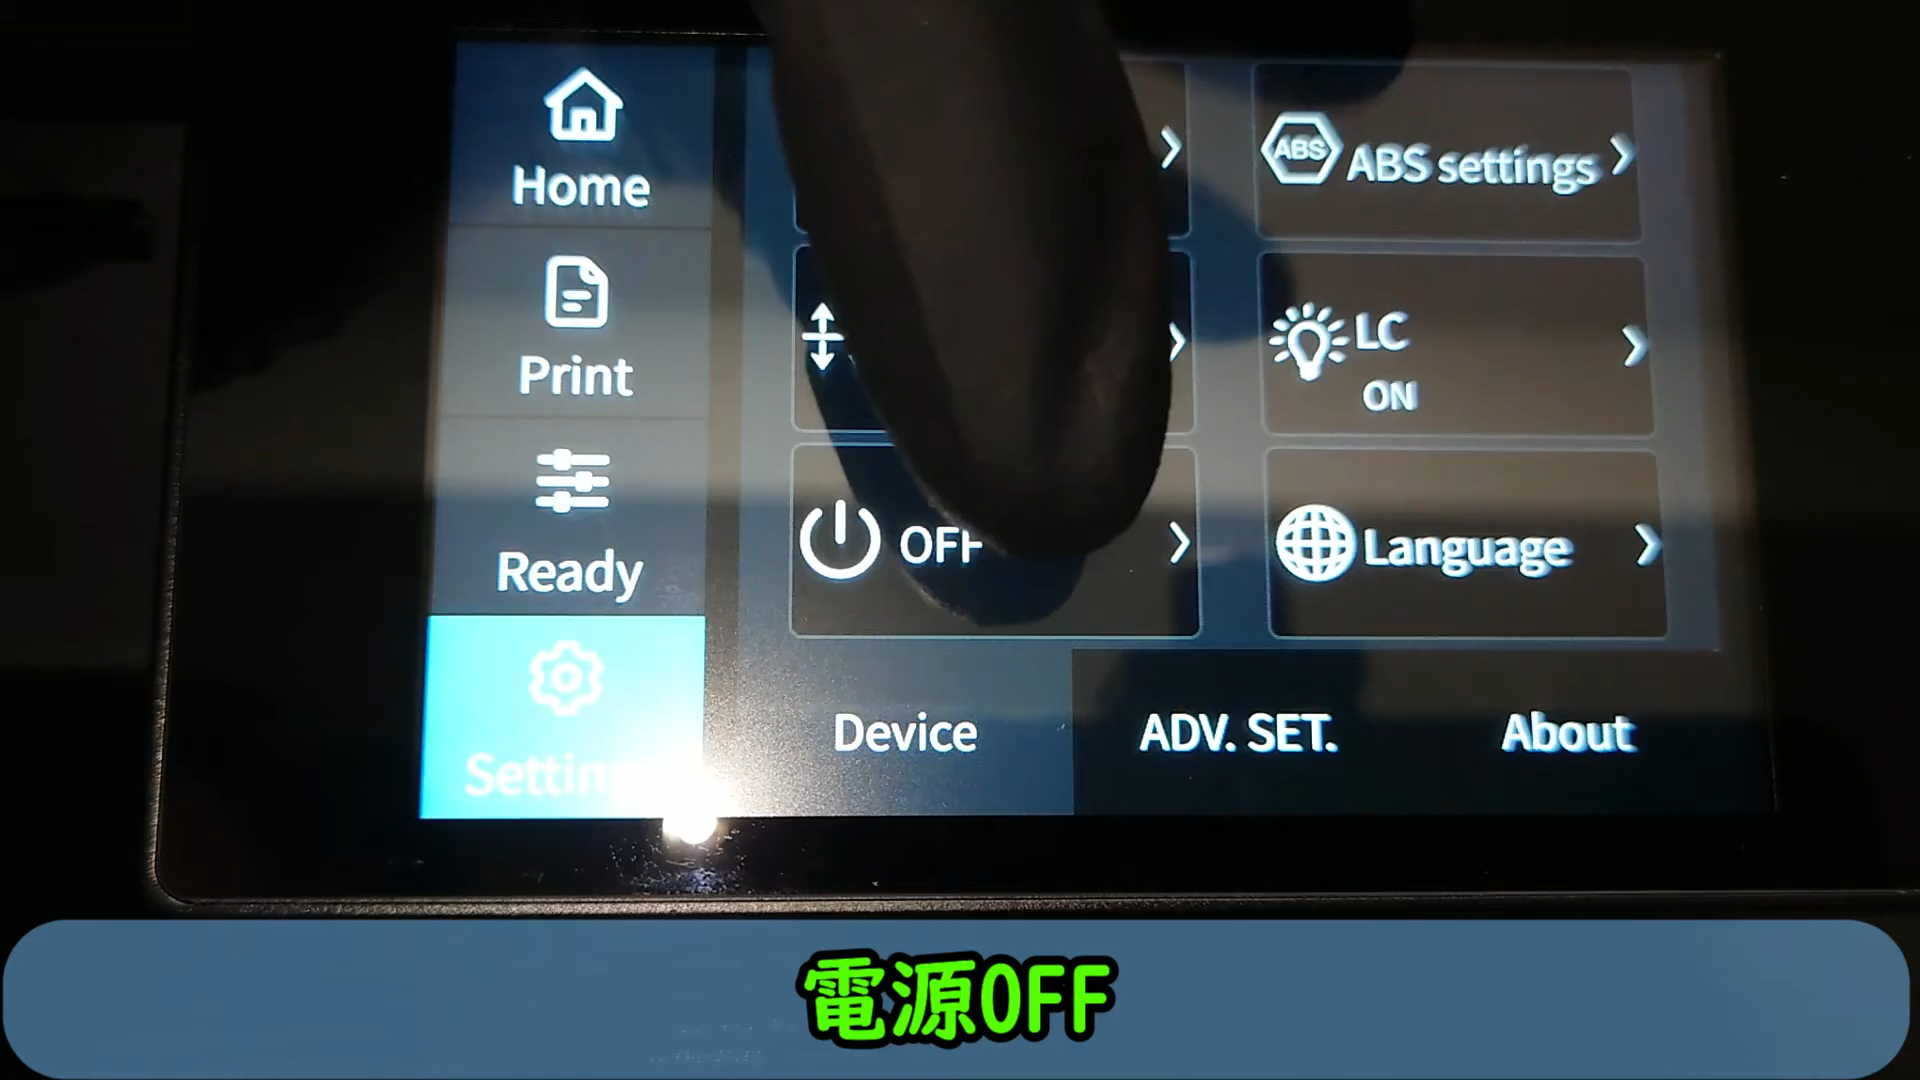 Home
Print
Ready
ABS ABS settings
LC
ON
OFF
Language
Device
ADV. SET.
About
電源OFF